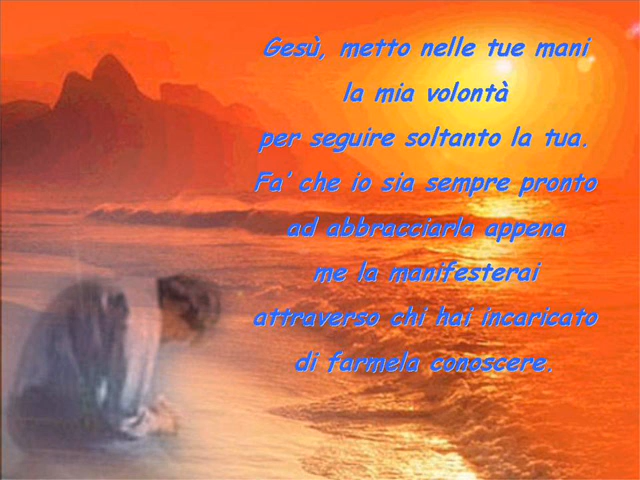 Gesù, metto nelle tue mani
la mia volontà
per seguire soltanto la tua.
Fa' che io sia sempre pronto
ad abbracciarla appena
me la manifesterai
attraverso chi hai incaricato
di farmela conoscere.